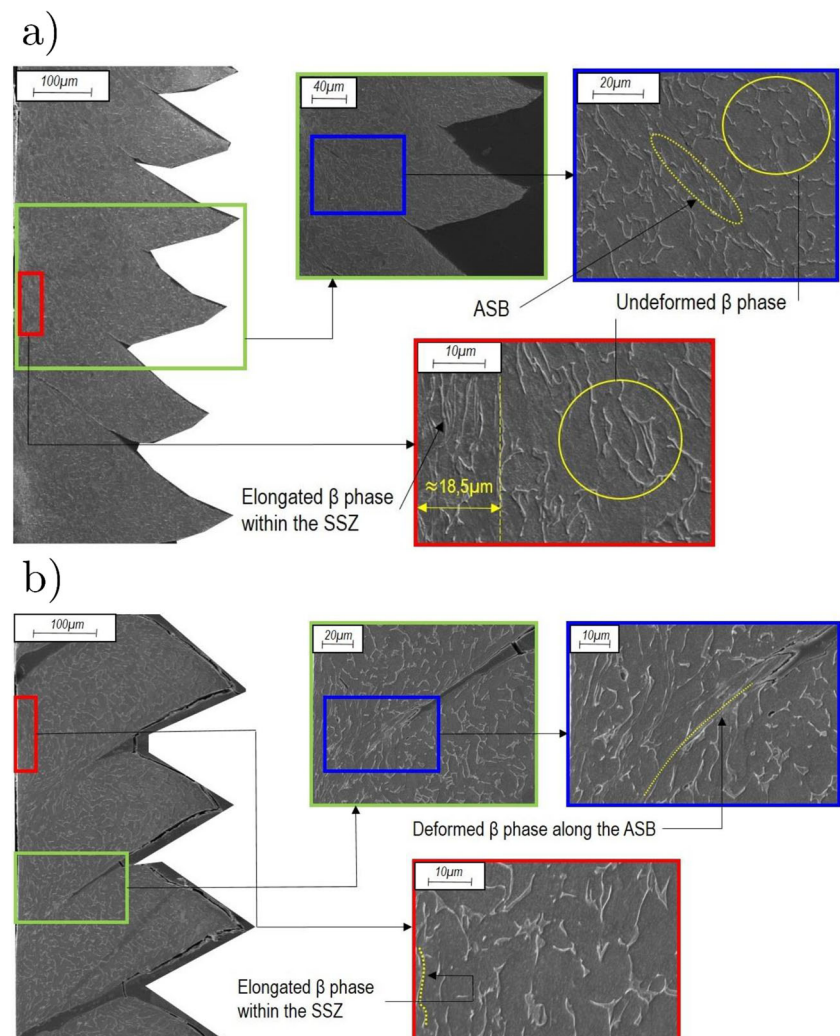 a)
100µm
40µm
20µm
ASB
Undeformed β phase
10µm
Elongated β phase
within the SSZ
≈18,5µm
b)
100µm
20µm
10µm
Deformed β phase along the ASB
10µm
Elongated β phase
within the SSZ